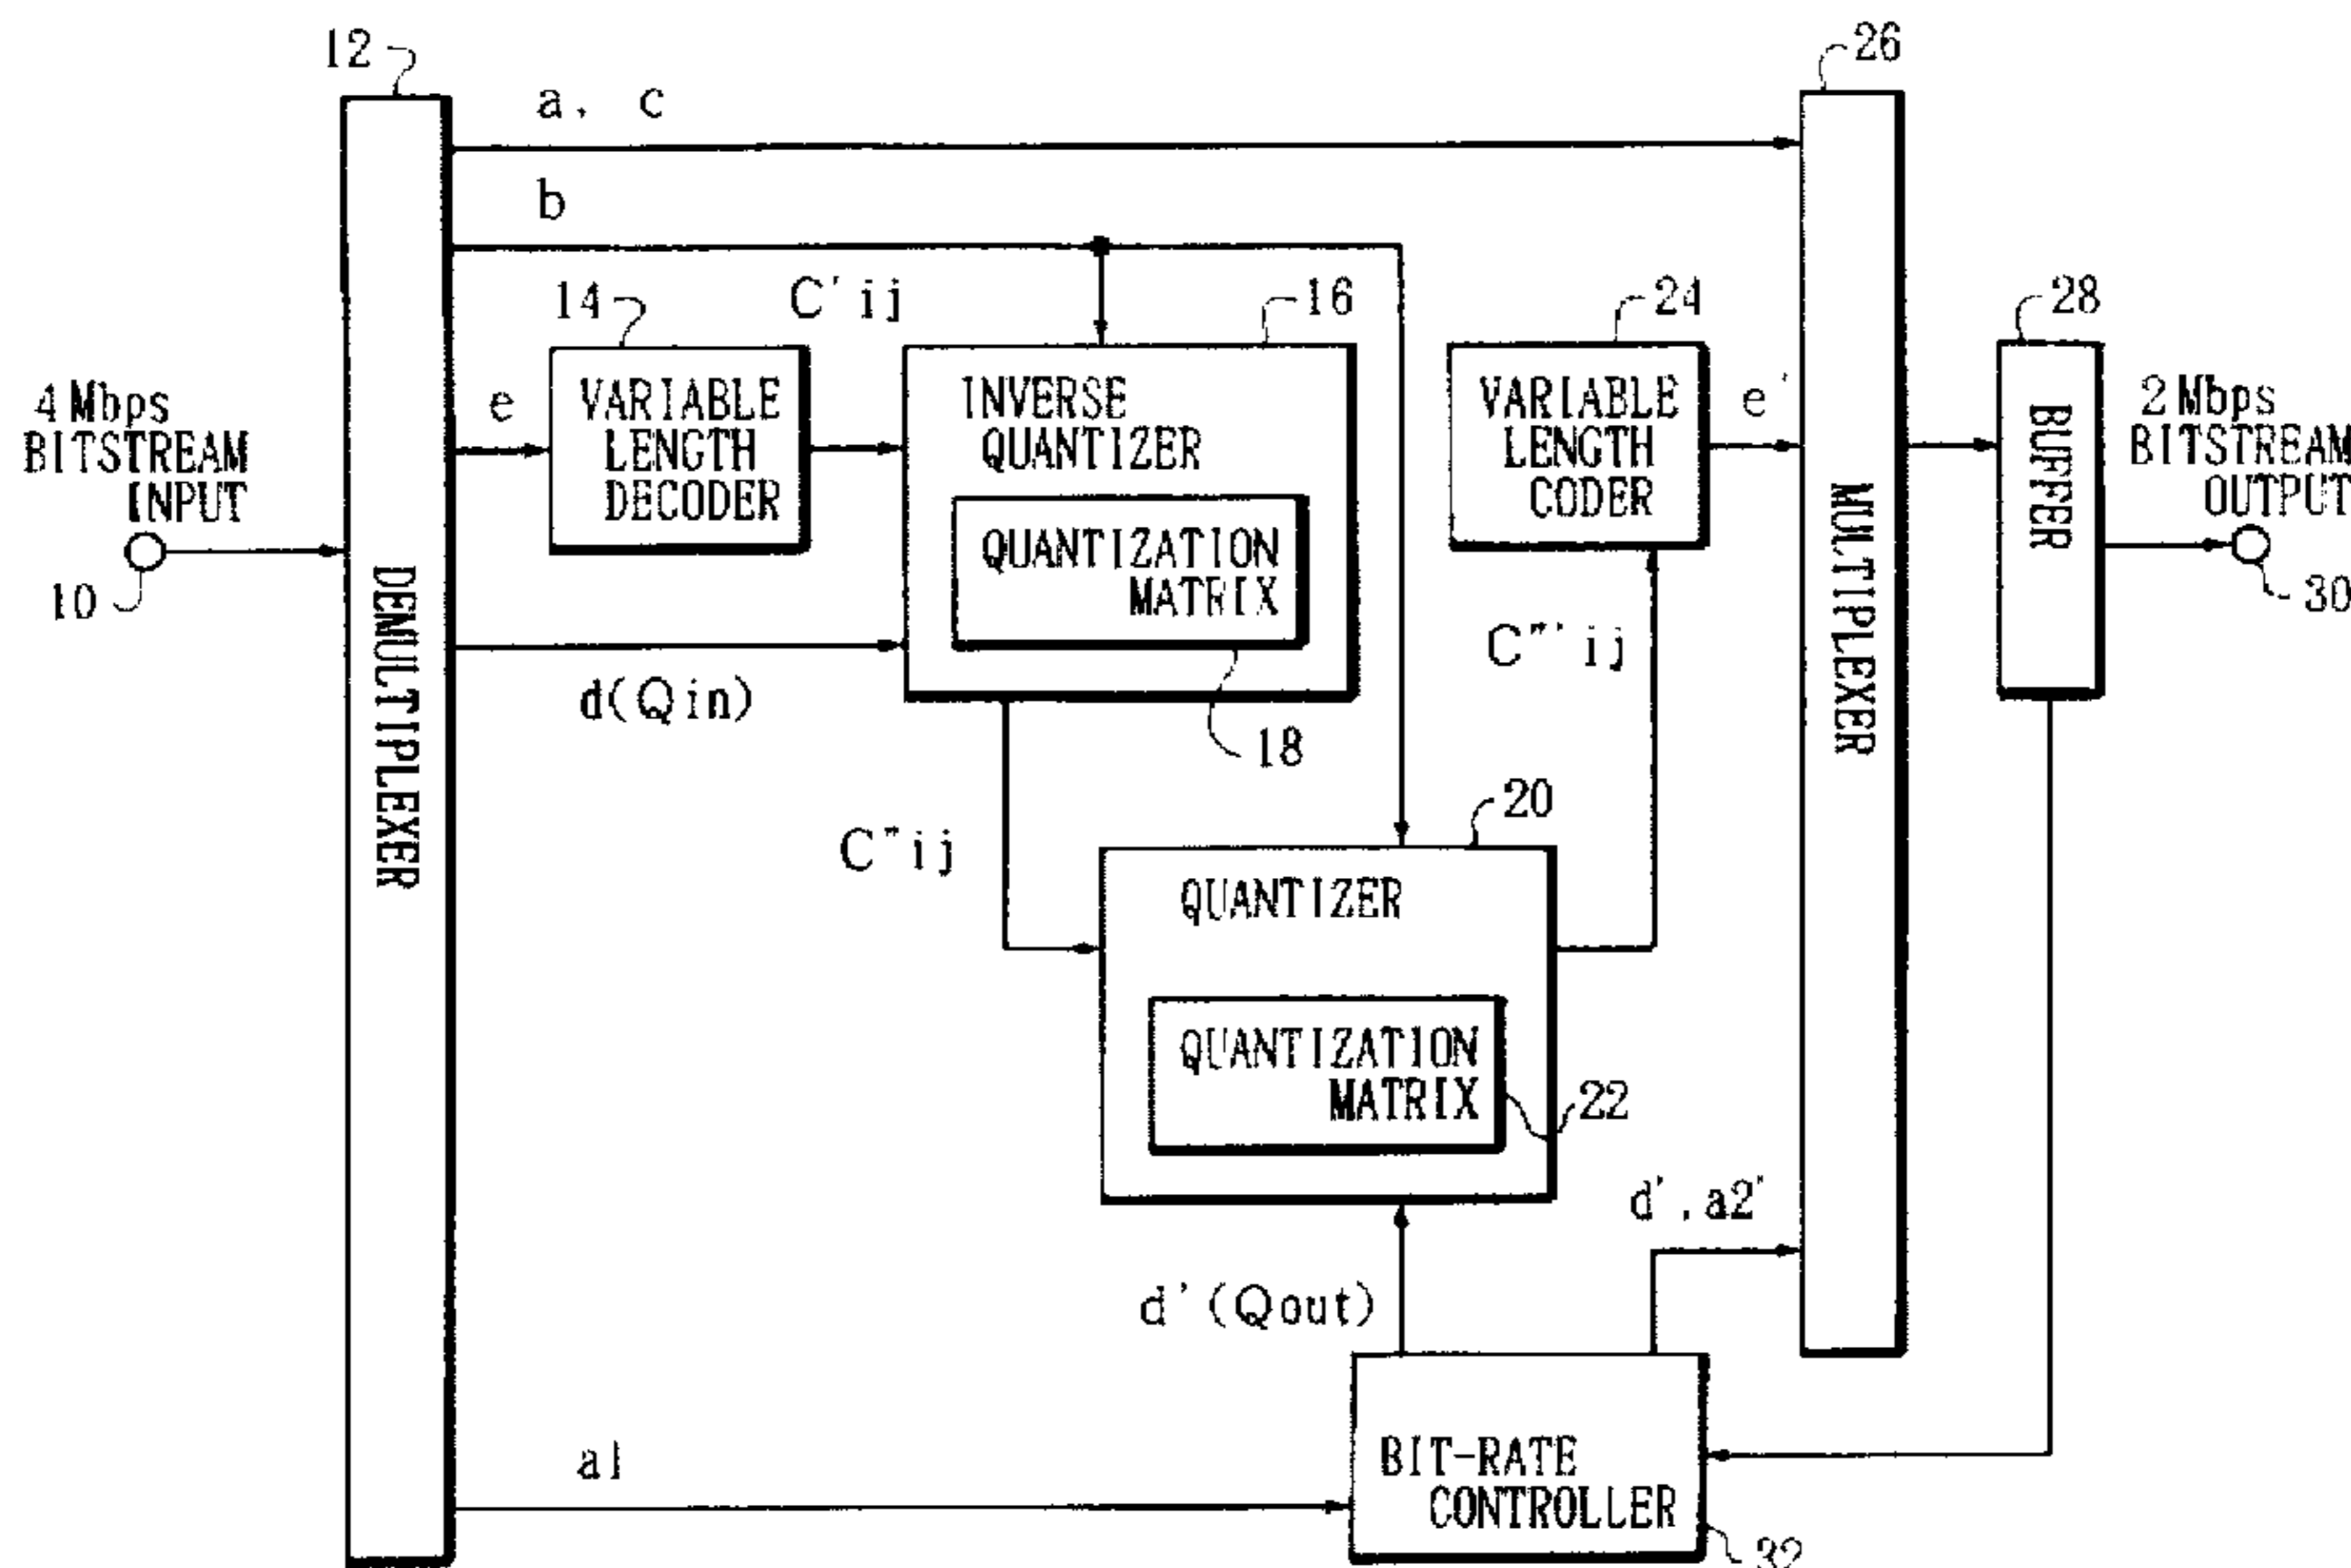 12
26
a, c
b
14
C'ij
16
24
28
4 Mbps
BITSTREAM
INPUT
10
e
VARIABLE
LENGTH
DECODER
INVERSE
QUANTIZER
QUANTIZATION
MATRIX
18
VARIABLE
LENGTH
CODER
e'
BUFFER
2 Mbps
BITSTREAM
OUTPUT
30
DEMULTIPLEXER
MULTIPLEXER
d(Qin)
C"ij
C"'ij
20
QUANTIZER
QUANTIZATION
MATRIX
22
d'(Qout)
d', a2'
a1
BIT-RATE
CONTROLLER
32